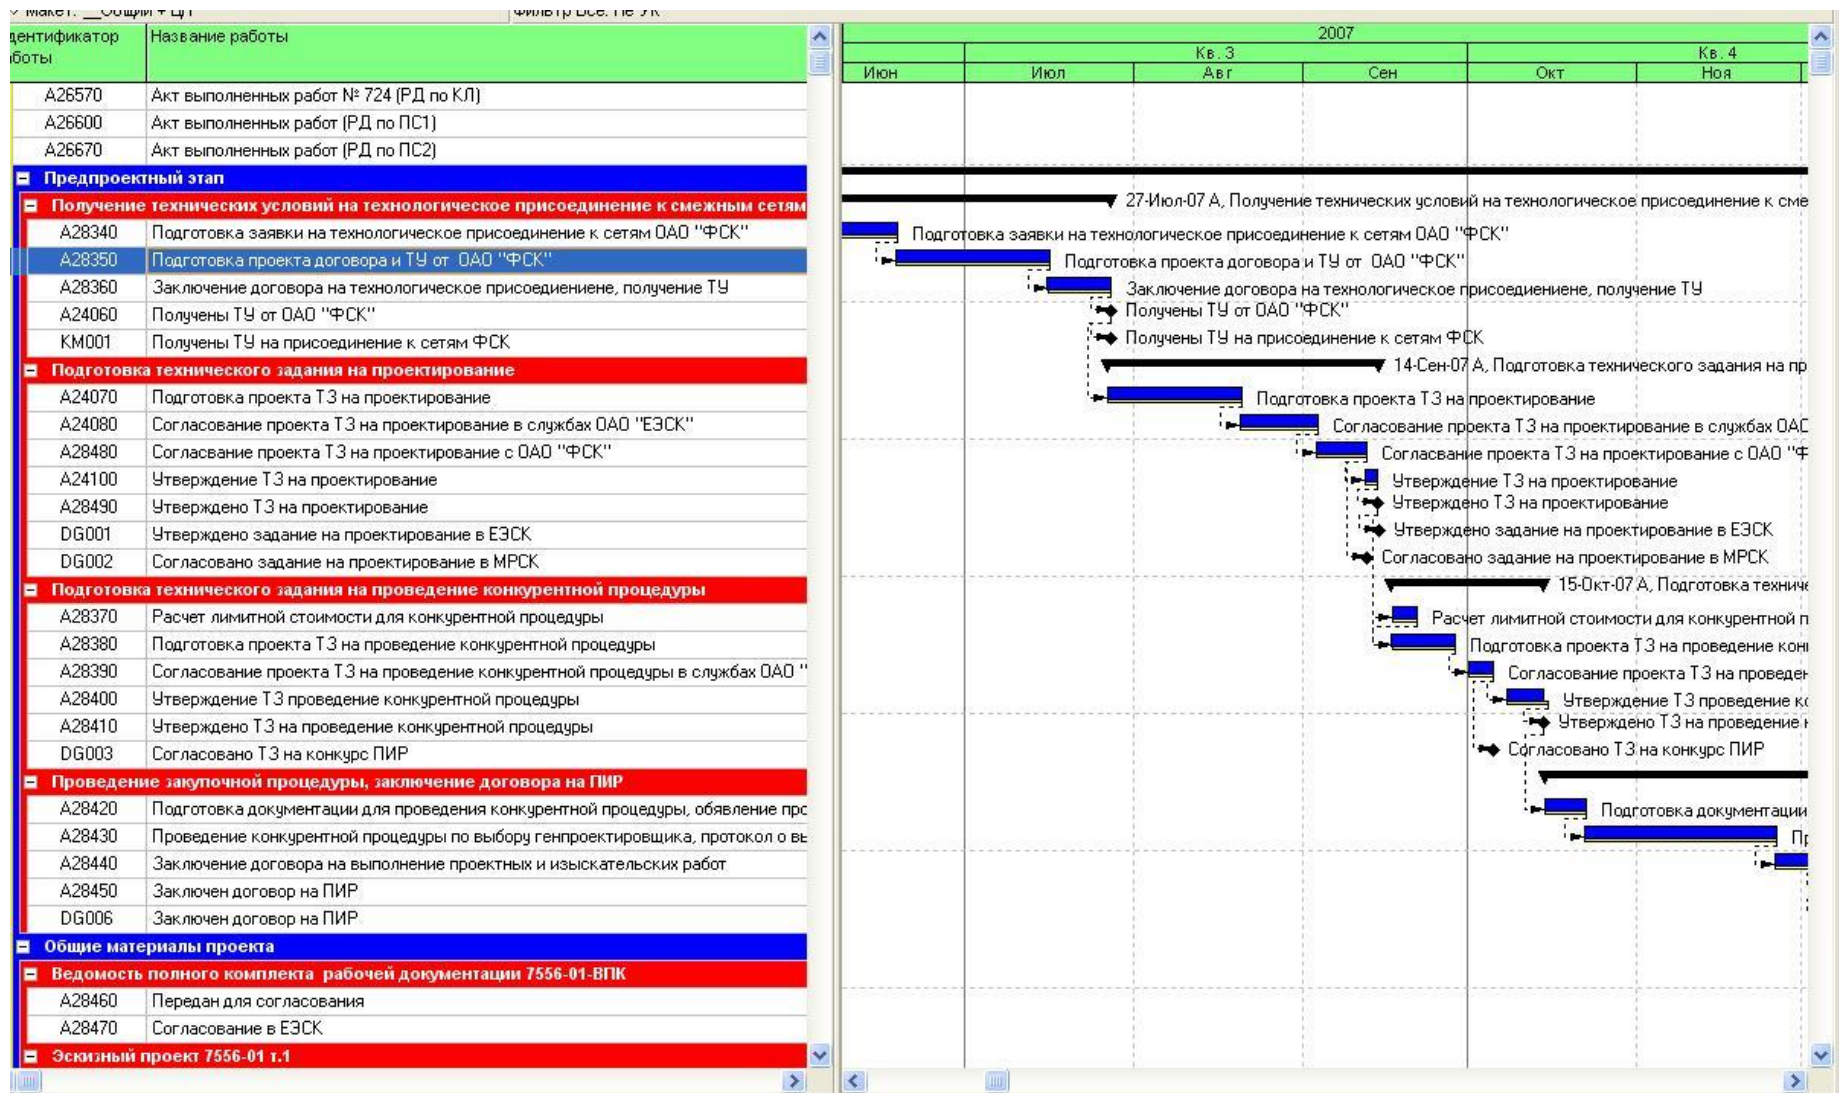 Макет: __Общий + ЦП
Фильтр Все: Не УК
дентификатор
боты
Название работы
2007
Кв. 3
Кв. 4
Июн
Июл
Авг
Сен
Окт
Ноя
A26570 Акт выполненных работ № 724 (РД по КЛ)
A26600 Акт выполненных работ (РД по ПС1)
A26670 Акт выполненных работ (РД по ПС2)
Предпроектный этап
Получение технических условий на технологическое присоединение к смежным сетям
27-Июл-07 А, Получение технических условий на технологическое присоединение к сме
A28340 Подготовка заявки на технологическое присоединение к сетям ОАО "ФСК"
Подготовка заявки на технологическое присоединение к сетям ОАО "ФСК"
A28350 Подготовка проекта договора и ТУ от ОАО "ФСК"
Подготовка проекта договора и ТУ от ОАО "ФСК"
A28360 Заключение договора на технологическое присоедиениене, получение ТУ
Заключение договора на технологическое присоедиениене, получение ТУ
A24060 Получены ТУ от ОАО "ФСК"
Получены ТУ от ОАО "ФСК"
KM001 Получены ТУ на присоединение к сетям ФСК
Получены ТУ на присоединение к сетям ФСК
Подготовка технического задания на проектирование
14-Сен-07 А, Подготовка технического задания на пр
A24070 Подготовка проекта ТЗ на проектирование
Подготовка проекта ТЗ на проектирование
A24080 Согласование проекта ТЗ на проектирование в службах ОАО "ЕЭСК"
Согласование проекта ТЗ на проектирование в службах ОАО
A28480 Согласвание проекта ТЗ на проектирование с ОАО "ФСК"
Согласвание проекта ТЗ на проектирование с ОАО "Ф
A24100 Утверждение ТЗ на проектирование
Утверждение ТЗ на проектирование
A28490 Утверждено ТЗ на проектирование
Утверждено ТЗ на проектирование
DG001 Утверждено задание на проектирование в ЕЭСК
Утверждено задание на проектирование в ЕЭСК
DG002 Согласовано задание на проектирование в МРСК
Согласовано задание на проектирование в МРСК
Подготовка технического задания на проведение конкурентной процедуры
15-Окт-07 А, Подготовка техниче
A28370 Расчет лимитной стоимости для конкурентной процедуры
Расчет лимитной стоимости для конкурентной п
A28380 Подготовка проекта ТЗ на проведение конкурентной процедуры
Подготовка проекта ТЗ на проведение кон
A28390 Согласование проекта ТЗ на проведение конкурентной процедуры в службах ОАО "
Согласование проекта ТЗ на проведен
A28400 Утверждение ТЗ проведение конкурентной процедуры
Утверждение ТЗ проведение ко
A28410 Утверждено ТЗ на проведение конкурентной процедуры
Утверждено ТЗ на проведение к
DG003 Согласовано ТЗ на конкурс ПИР
Согласовано ТЗ на конкурс ПИР
Проведение закупочной процедуры, заключение договора на ПИР
A28420 Подготовка документации для проведения конкурентной процедуры, обявление про
Подготовка документации
A28430 Проведение конкурентной процедуры по выбору генпроектировщика, протокол о вы
Пр
A28440 Заключение договора на выполнение проектных и изыскательских работ
A28450 Заключен договор на ПИР
DG006 Заключен договор на ПИР
Общие материалы проекта
Ведомость полного комплекта рабочей документации 7556-01-ВПК
A28460 Передан для согласования
A28470 Согласование в ЕЭСК
Эскизный проект 7556-01 т.1